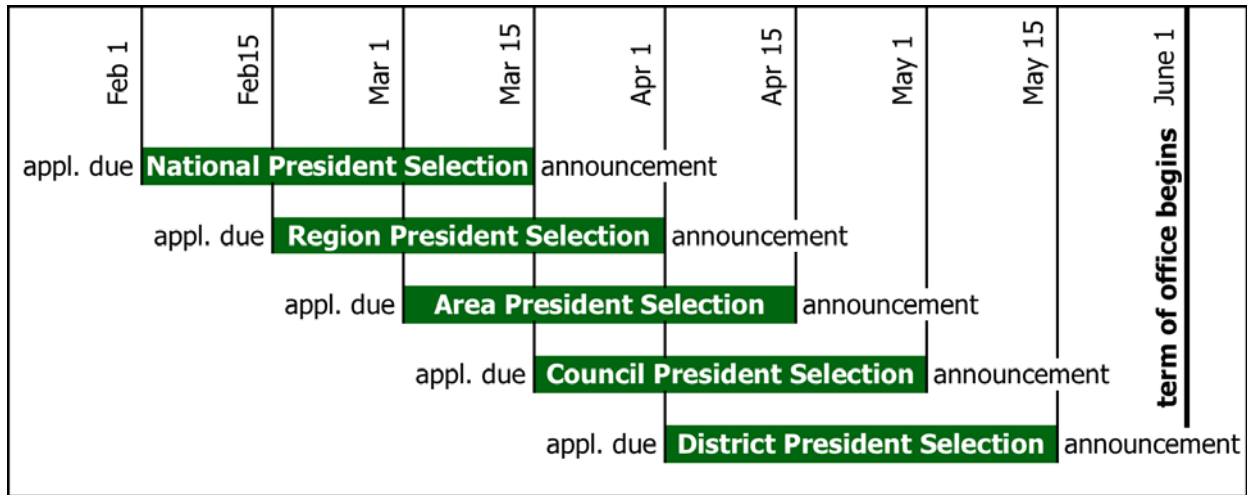 Feb 1
Feb15
Mar 1
Mar 15
Apr 1
Apr 15
May 1
May 15
term of office begins June 1
appl. due National President Selection announcement
appl. due Region President Selection announcement
appl. due Area President Selection announcement
appl. due Council President Selection announcement
appl. due District President Selection announcement